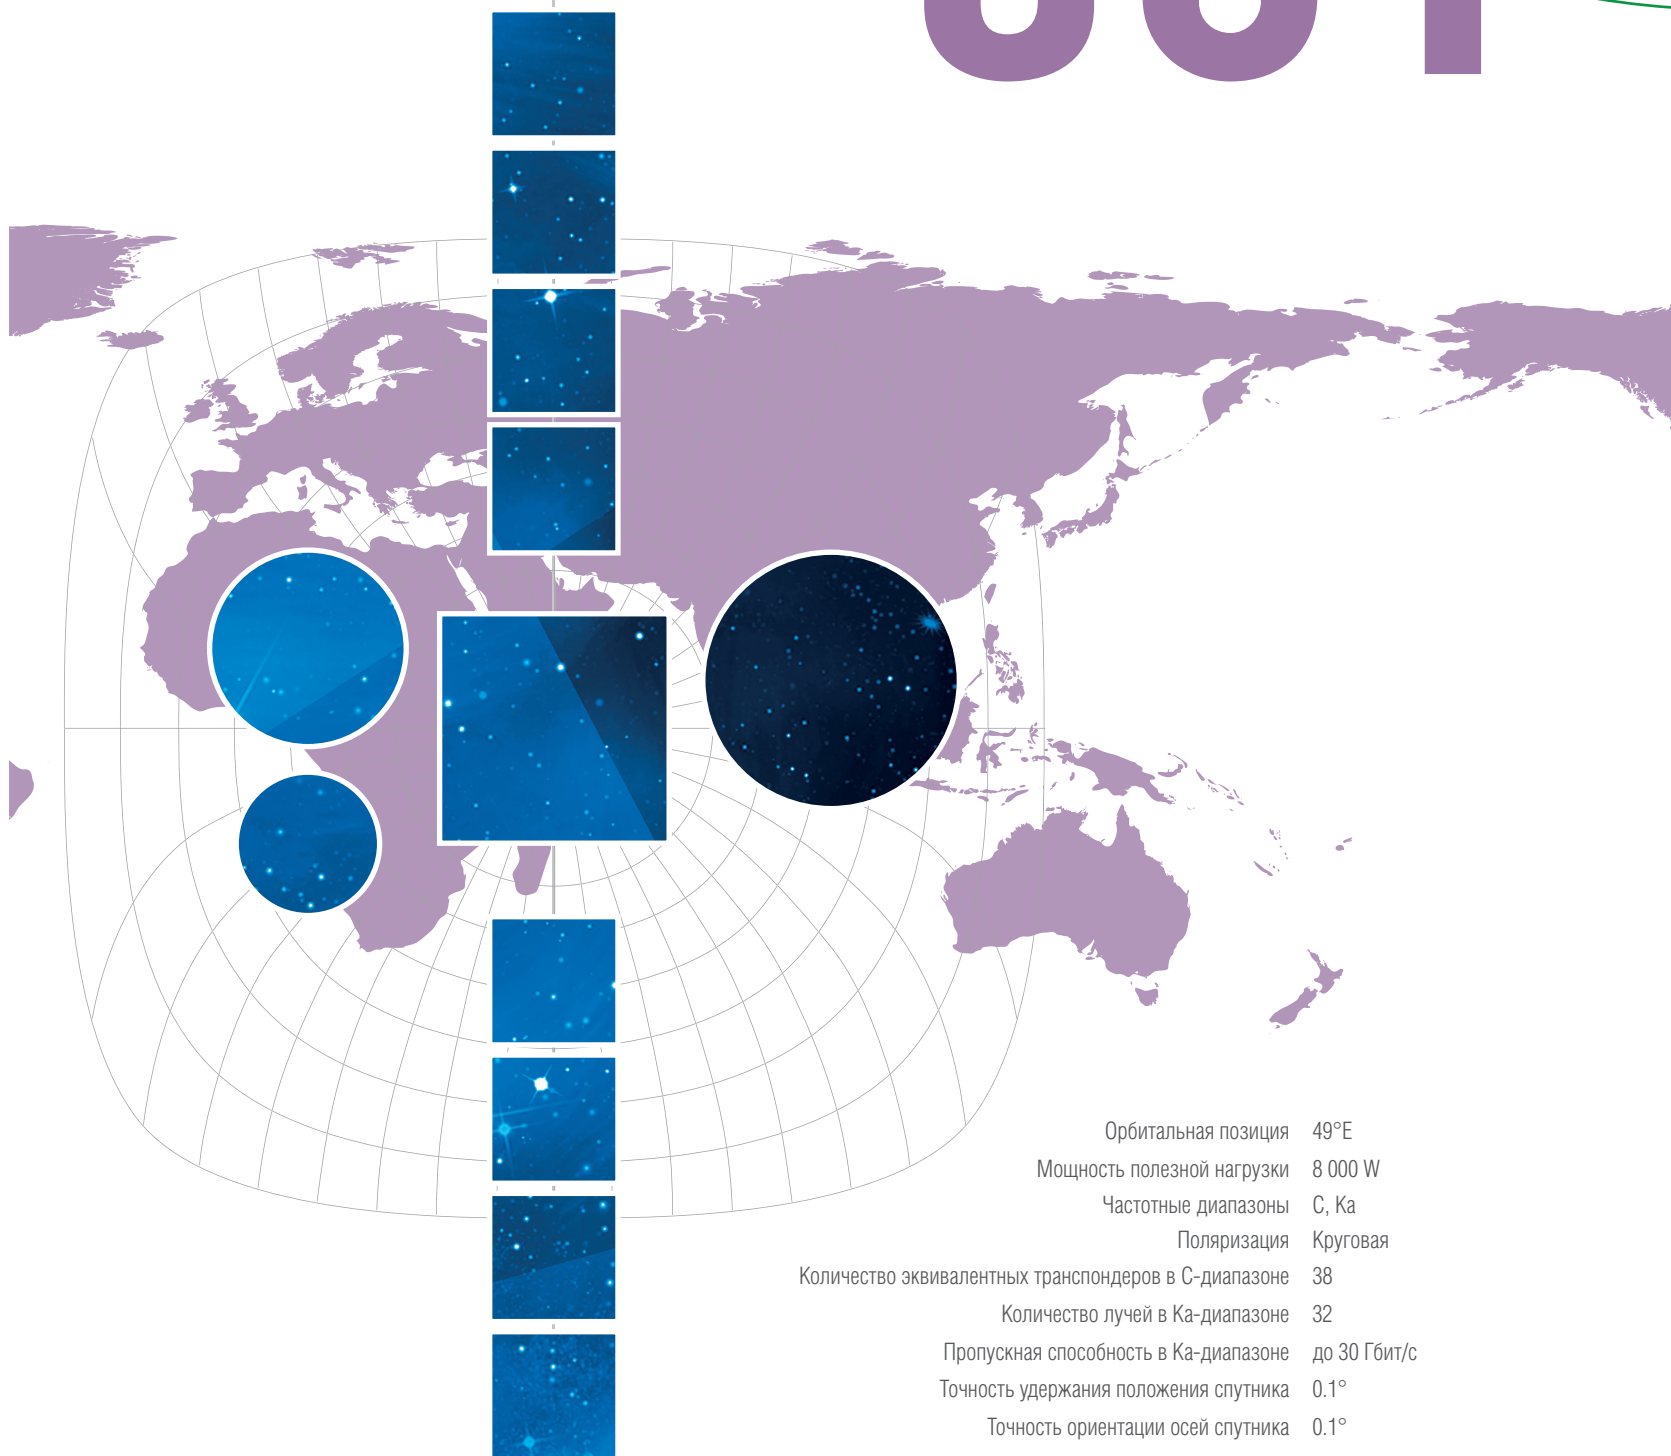 Орбитальная позиция 49°E
Мощность полезной нагрузки 8 000 W
Частотные диапазоны C, Ka
Поляризация Круговая
Количество эквивалентных транспондеров в С-диапазоне 38
Количество лучей в Ка-диапазоне 32
Пропускная способность в Ка-диапазоне до 30 Гбит/с
Точность удержания положения спутника 0.1°
Точность ориентации осей спутника 0.1°